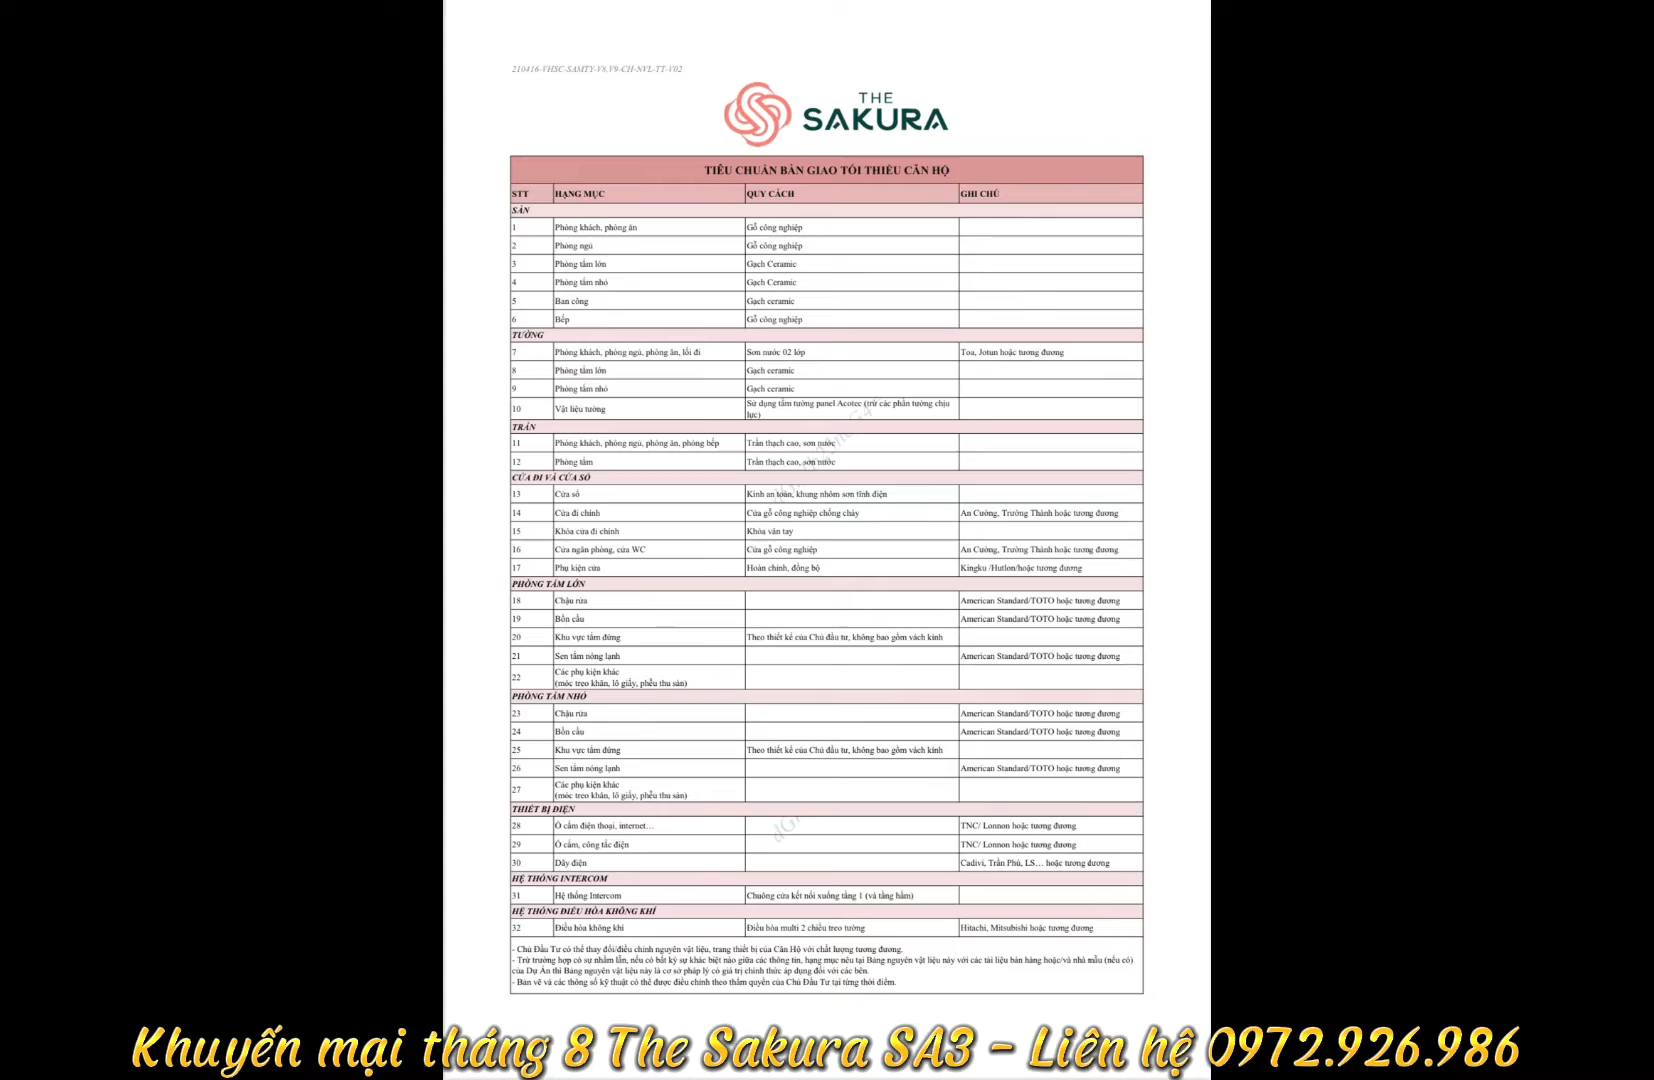 210416-VHSC-SAMTY-V8,V9-CH-NVL-TT-V02
THE
SAKURA
TIÊU CHUẨN BÀN GIAO TỐI THIỂU CĂN HỘ
STT HẠNG MỤC QUY CÁCH GHI CHÚ
SÀN
1 Phòng khách, phòng ăn Gỗ công nghiệp
2 Phòng ngủ Gỗ công nghiệp
3 Phòng tắm lớn Gạch Ceramic
4 Phòng tắm nhỏ Gạch Ceramic
5 Ban công Gạch ceramic
6 Bếp Gỗ công nghiệp
TƯỜNG
7 Phòng khách, phòng ngủ, phòng ăn, lối đi Sơn nước 02 lớp Toa, Jotun hoặc tương đương
8 Phòng tắm lớn Gạch ceramic
9 Phòng tắm nhỏ Gạch ceramic
10 Vật liệu tường Sử dụng tấm tường panel Acotec (trừ các phần tường chịu
lực)
TRẦN
11 Phòng khách, phòng ngủ, phòng ăn, phòng bếp Trần thạch cao, sơn nước
12 Phòng tắm Trần thạch cao, sơn nước
CỬA ĐI VÀ CỬA SỔ
13 Cửa sổ Kính an toàn, khung nhôm sơn tĩnh điện
14 Cửa đi chính Cửa gỗ công nghiệp chống cháy An Cường, Trường Thành hoặc tương đương
15 Khóa cửa đi chính Khóa vân tay
16 Cửa ngăn phòng, cửa WC Cửa gỗ công nghiệp An Cường, Trường Thành hoặc tương đương
17 Phụ kiện cửa Hoàn chỉnh, đồng bộ Kingku /Hutlon/hoặc tương đương
PHÒNG TẮM LỚN
18 Chậu rửa American Standard/TOTO hoặc tương đương
19 Bồn cầu American Standard/TOTO hoặc tương đương
20 Khu vực tắm đứng Theo thiết kế của Chủ đầu tư, không bao gồm vách kính
21 Sen tắm nóng lạnh American Standard/TOTO hoặc tương đương
22 Các phụ kiện khác
(móc treo khăn, lô giấy, phễu thu sàn)
PHÒNG TẮM NHỎ
23 Chậu rửa American Standard/TOTO hoặc tương đương
24 Bồn cầu American Standard/TOTO hoặc tương đương
25 Khu vực tắm đứng Theo thiết kế của Chủ đầu tư, không bao gồm vách kính
26 Sen tắm nóng lạnh American Standard/TOTO hoặc tương đương
27 Các phụ kiện khác
(móc treo khăn, lô giấy, phễu thu sàn)
THIẾT BỊ ĐIỆN
28 Ổ cắm điện thoại, internet… TNC/ Lonnon hoặc tương đương
29 Ổ cắm, công tắc điện TNC/ Lonnon hoặc tương đương
30 Dây điện Cadivi, Trần Phú, LS… hoặc tương đương
HỆ THỐNG INTERCOM
31 Hệ thống Intercom Chuông cửa kết nối xuống tầng 1 (và tầng hầm)
HỆ THỐNG ĐIỀU HÒA KHÔNG KHÍ
32 Điều hòa không khí Điều hòa multi 2 chiều treo tường Hitachi, Mitsubishi hoặc tương đương
- Chủ Đầu Tư có thể thay đổi/điều chỉnh nguyên vật liệu, trang thiết bị của Căn Hộ với chất lượng tương đương.
- Trừ trường hợp có sự nhầm lẫn, nếu có bất kỳ sự khác biệt nào giữa các thông tin, hạng mục nêu tại Bảng nguyên vật liệu này với các tài liệu bán hàng hoặc/và nhà mẫu (nếu có)
của Dự Án thì Bảng nguyên vật liệu này là cơ sở pháp lý có giá trị chính thức áp dụng đối với các bên.
- Bản vẽ và các thông số kỹ thuật có thể được điều chỉnh theo thẩm quyền của Chủ Đầu Tư tại từng thời điểm.
Khuyến mại tháng 8 The Sakura SA3 - Liên hệ 0972.926.986